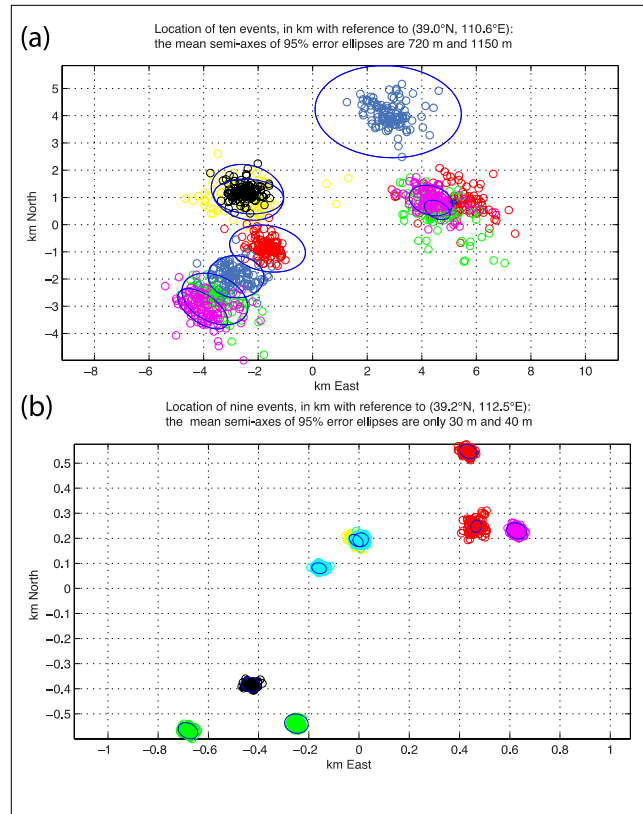 (a)
Location of ten events, in km with reference to (39.0°N, 110.6°E):
the mean semi-axes of 95% error ellipses are 720 m and 1150 m
5
4
3
2
1
0
−1
−2
−3
−4
km North
−8 −6 −4 −2 0 2 4 6 8 10
km East
(b)
Location of nine events, in km with reference to (39.2°N, 112.5°E):
the mean semi-axes of 95% error ellipses are only 30 m and 40 m
0.5
0.4
0.3
0.2
0.1
0
−0.1
−0.2
−0.3
−0.4
−0.5
km North
−1 −0.8 −0.6 −0.4 −0.2 0 0.2 0.4 0.6 0.8 1
km East